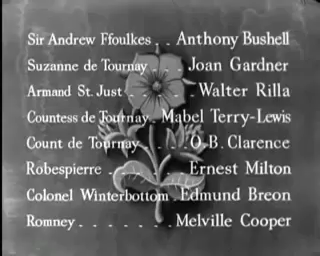 Sir Andrew Ffoulkes . . Anthony Bushell
Suzanne de Tournay . . . Joan Gardner
Armand St. Just . . . . . Walter Rilla
Countess de Tournay . Mabel Terry-Lewis
Count de Tournay . . . . O. B. Clarence
Robespierre . . . . . . Ernest Milton
Colonel Winterbottom . Edmund Breon
Romney . . . . . . . Melville Cooper